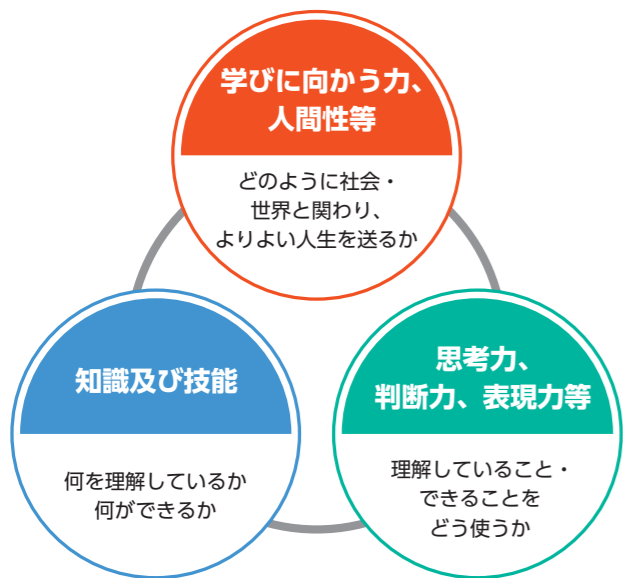 学びに向かう力、
人間性等
どのように社会・
世界と関わり、
よりよい人生を送るか
知識及び技能
何を理解しているか
何ができるか
思考力、
判断力、表現力等
理解していること・
できることを
どう使うか